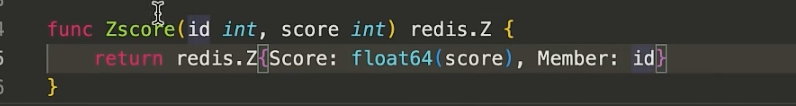 func Zscore(id int, score int) redis.Z {
return redis.Z{Score: float64(score), Member: id}
}